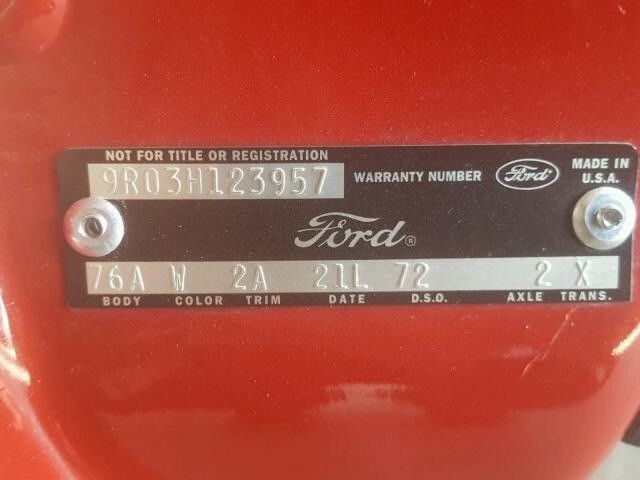 NOT FOR TITLE OR REGISTRATION
9R03H123957 WARRANTY NUMBER Ford MADE IN U.S.A.
Ford®
76A W 2A 21L 72 2 X
BODY COLOR TRIM DATE D.S.O. AXLE TRANS.